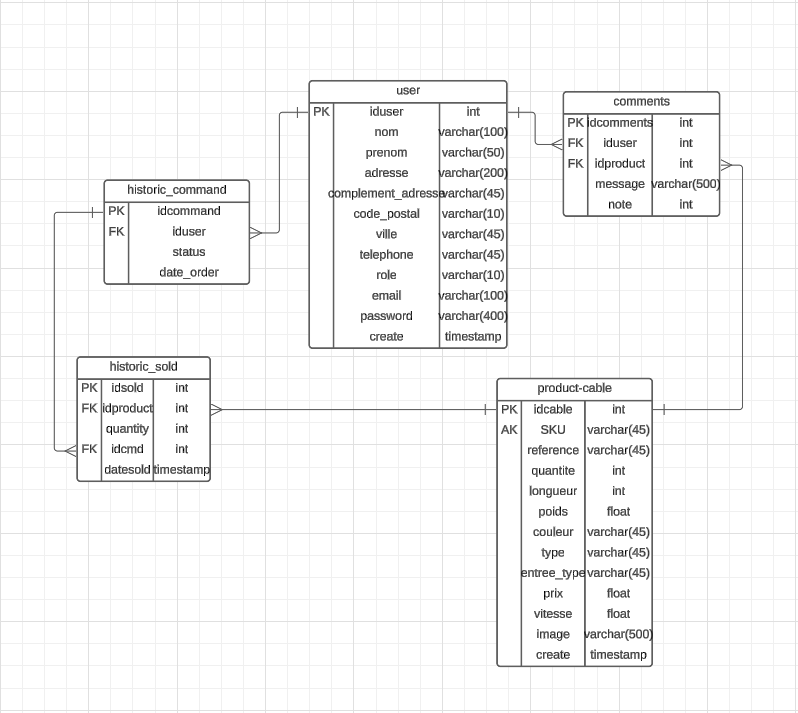 user
PK iduser int
nom varchar(100)
prenom varchar(50)
adresse varchar(200)
complement_adresse varchar(45)
code_postal varchar(10)
ville varchar(45)
telephone varchar(45)
role varchar(10)
email varchar(100)
password varchar(400)
create timestamp
comments
PK idcomments int
FK iduser int
FK idproduct int
message varchar(500)
note int
historic_command
PK idcommand
FK iduser
status
date_order
historic_sold
PK idsold int
FK idproduct int
quantity int
FK idcmd int
datesold timestamp
product-cable
PK idcable int
AK SKU varchar(45)
reference varchar(45)
quantite int
longueur int
poids float
couleur varchar(45)
type varchar(45)
entree_type varchar(45)
prix float
vitesse float
image varchar(500)
create timestamp